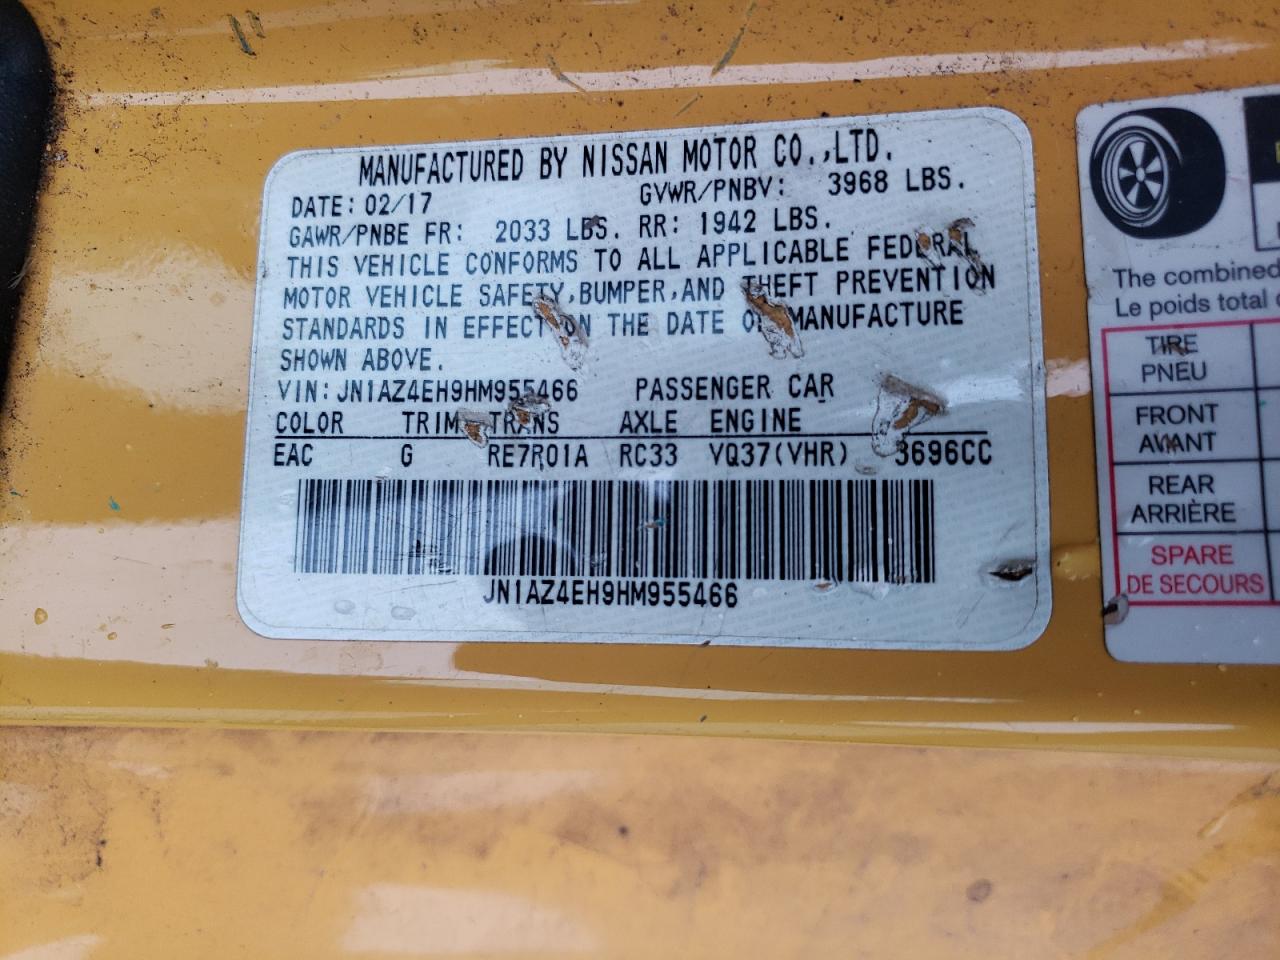 MANUFACTURED BY NISSAN MOTOR CO.,LTD.
DATE: 02/17 GVWR/PNBV: 3968 LBS.
GAWR/PNBE FR: 2033 LBS. RR: 1942 LBS.
THIS VEHICLE CONFORMS TO ALL APPLICABLE FEDERAL
MOTOR VEHICLE SAFETY,BUMPER,AND THEFT PREVENTION
STANDARDS IN EFFECT ON THE DATE OF MANUFACTURE
SHOWN ABOVE.
VIN: JN1AZ4EH9HM955466 PASSENGER CAR
COLOR TRIM TRANS AXLE ENGINE
EAC G RE7R01A RC33 VQ37(VHR) 3696CC
JN1AZ4EH9HM955466
The combined
Le poids total
TIRE
PNEU
FRONT
AVANT
REAR
ARRIÈRE
SPARE
DE SECOURS